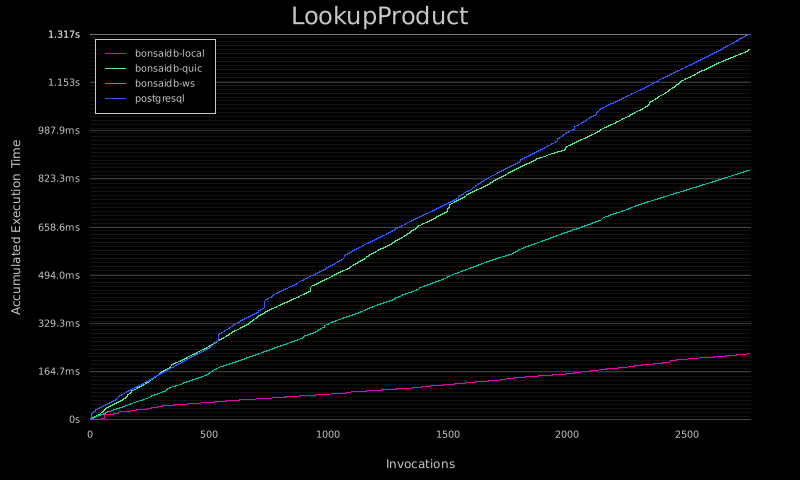 LookupProduct
1.317s
1.153s
987.9ms
823.3ms
658.6ms
494.0ms
329.3ms
164.7ms
0s
bonsaidb-local
bonsaidb-quic
bonsaidb-ws
postgresql
Accumulated Execution Time
0 500 1000 1500 2000 2500
Invocations